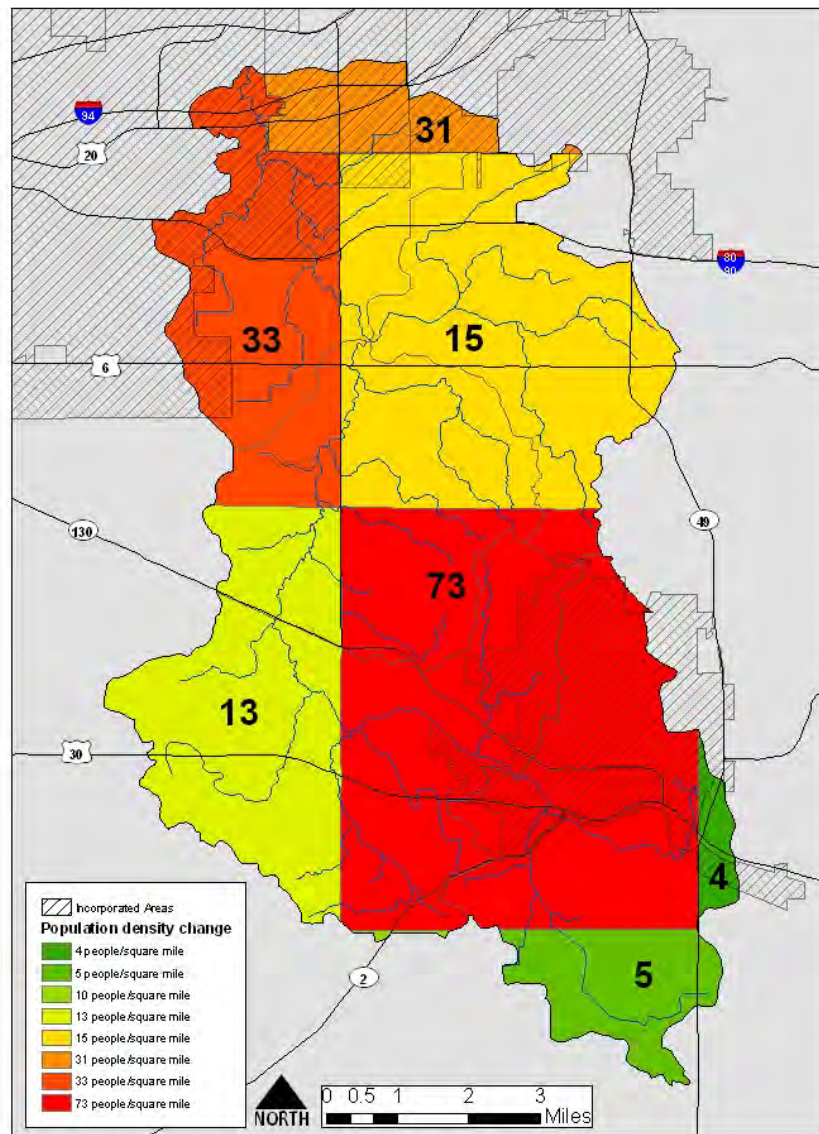 31
94
20
80
90
33
15
6
49
130
73
13
30
4
Incorporated Areas
Population density change
4 people/square mile
5 people/square mile
10 people/square mile
13 people/square mile
15 people/square mile
31 people/square mile
33 people/square mile
73 people/square mile
5
2
NORTH
0 0.5 1 2 3
Miles